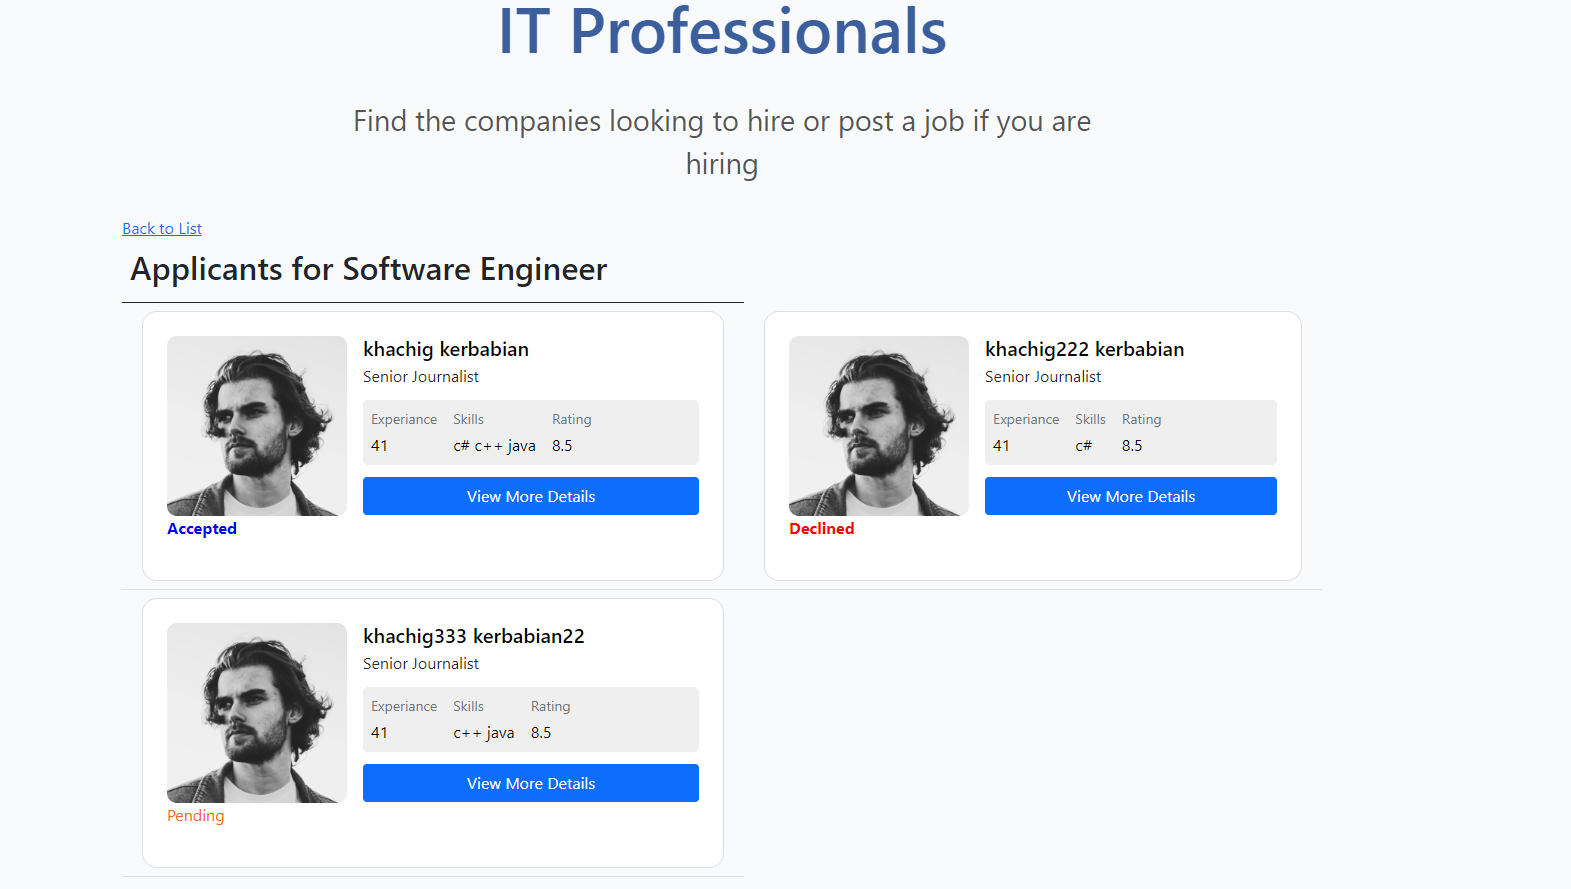 IT Professionals
Find the companies looking to hire or post a job if you are
hiring
Back to List
Applicants for Software Engineer
khachig kerbabian
Senior Journalist
Experiance Skills Rating
41 c# c++ java 8.5
View More Details
Accepted
khachig222 kerbabian
Senior Journalist
Experiance Skills Rating
41 c# 8.5
View More Details
Declined
khachig333 kerbabian22
Senior Journalist
Experiance Skills Rating
41 c++ java 8.5
View More Details
Pending